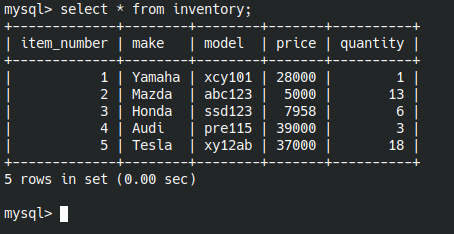 mysql> select * from inventory;
+-------------+--------+--------+-------+----------+
| item_number | make   | model  | price | quantity |
+-------------+--------+--------+-------+----------+
|           1 | Yamaha | xcy101 | 28000 |        1 |
|           2 | Mazda  | abc123 |  5000 |       13 |
|           3 | Honda  | ssd123 |  7958 |        6 |
|           4 | Audi   | pre115 | 39000 |        3 |
|           5 | Tesla  | xy12ab | 37000 |       18 |
+-------------+--------+--------+-------+----------+
5 rows in set (0.00 sec)
mysql>